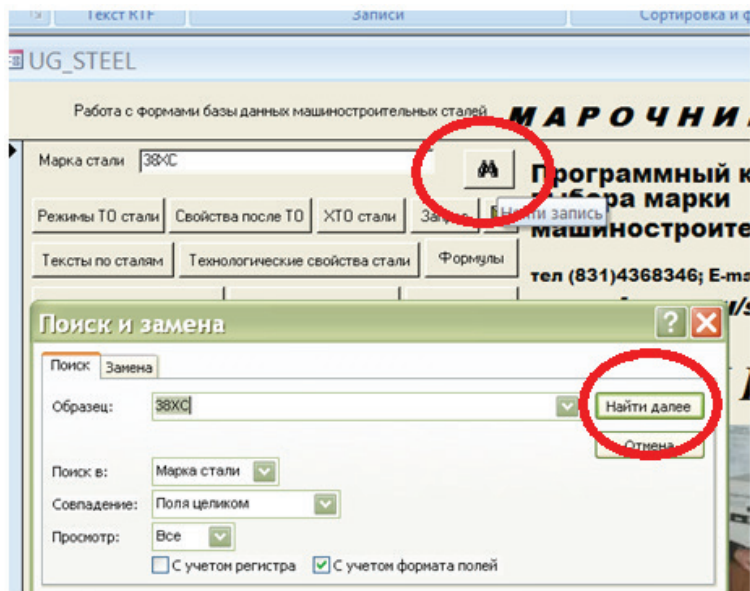 Текст RTF Записи Сортировка и ф
UG_STEEL
Работа с формами базы данных машиностроительных сталей МАРОЧНИ
Марка стали 38ХС
Программный к
выбора марки
Режимы ТО стали Свойства после ТО ХТО стали Найти запись
машиностроите
Тексты по сталям Технологические свойства стали Формулы
тел (831)4368346; E-ma
Поиск и замена
Поиск Замена
Образец: 38ХС Найти далее
Отмена
Поиск в: Марка стали
Совпадение: Поля целиком
Просмотр: Все
С учетом регистра С учетом формата полей